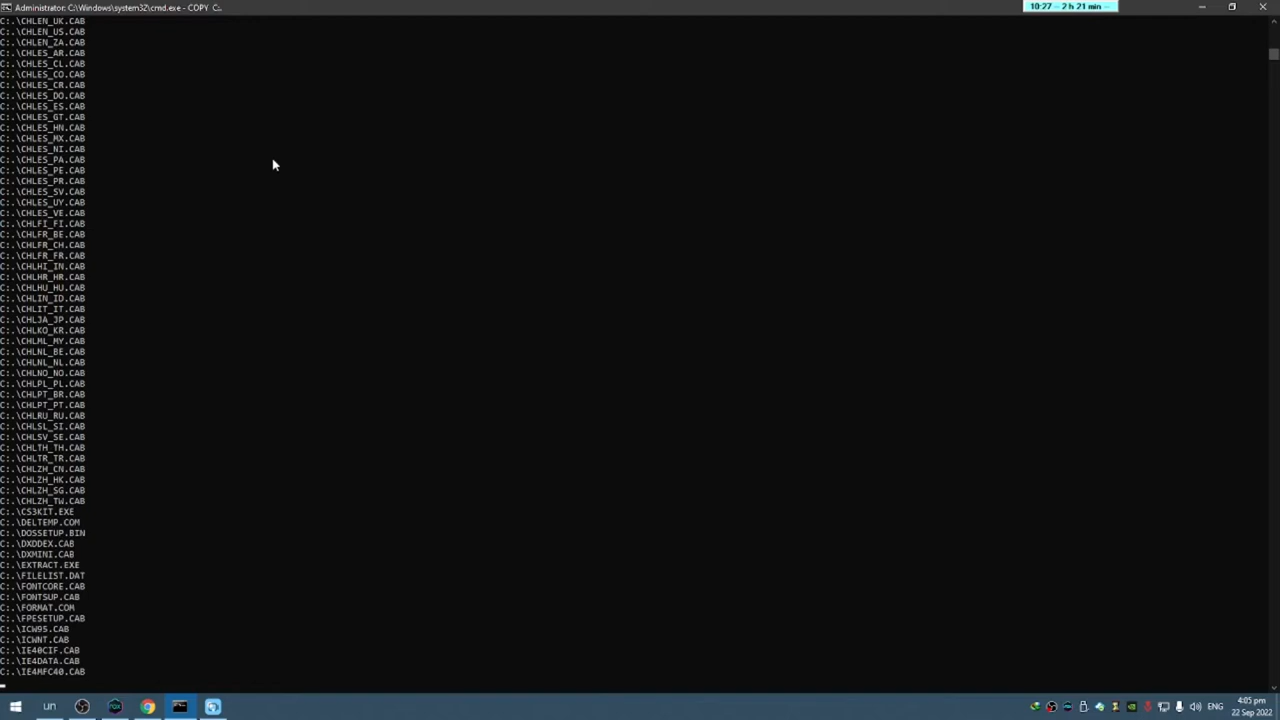 Administrator: C:\Windows\system32\cmd.exe - COPY C:.
10:27 -- 2 h 21 min --
C:.\CHLEN_UK.CAB
C:.\CHLEN_US.CAB
C:.\CHLEN_ZA.CAB
C:.\CHLES_AR.CAB
C:.\CHLES_CL.CAB
C:.\CHLES_CO.CAB
C:.\CHLES_CR.CAB
C:.\CHLES_DO.CAB
C:.\CHLES_ES.CAB
C:.\CHLES_GT.CAB
C:.\CHLES_HN.CAB
C:.\CHLES_MX.CAB
C:.\CHLES_NI.CAB
C:.\CHLES_PA.CAB
C:.\CHLES_PE.CAB
C:.\CHLES_PR.CAB
C:.\CHLES_SV.CAB
C:.\CHLES_UY.CAB
C:.\CHLES_VE.CAB
C:.\CHLFI_FI.CAB
C:.\CHLFR_BE.CAB
C:.\CHLFR_CH.CAB
C:.\CHLFR_FR.CAB
C:.\CHLHI_IN.CAB
C:.\CHLHR_HR.CAB
C:.\CHLHU_HU.CAB
C:.\CHLIN_ID.CAB
C:.\CHLIT_IT.CAB
C:.\CHLJA_JP.CAB
C:.\CHLKO_KR.CAB
C:.\CHLML_MY.CAB
C:.\CHLNL_BE.CAB
C:.\CHLNL_NL.CAB
C:.\CHLNO_NO.CAB
C:.\CHLPL_PL.CAB
C:.\CHLPT_BR.CAB
C:.\CHLPT_PT.CAB
C:.\CHLRU_RU.CAB
C:.\CHLSL_SI.CAB
C:.\CHLSV_SE.CAB
C:.\CHLTH_TH.CAB
C:.\CHLTR_TR.CAB
C:.\CHLZH_CN.CAB
C:.\CHLZH_HK.CAB
C:.\CHLZH_SG.CAB
C:.\CHLZH_TW.CAB
C:.\CS3KIT.EXE
C:.\DELTEMP.COM
C:.\DOSSETUP.BIN
C:.\DXDDEX.CAB
C:.\DXMINI.CAB
C:.\EXTRACT.EXE
C:.\FILELIST.DAT
C:.\FONTCORE.CAB
C:.\FONTSUP.CAB
C:.\FORMAT.COM
C:.\FPESETUP.CAB
C:.\ICW95.CAB
C:.\ICWNT.CAB
C:.\IE40CIF.CAB
C:.\IE4DATA.CAB
C:.\IE4MFC40.CAB
un
nox
ENG
4:05 pm
22 Sep 2022